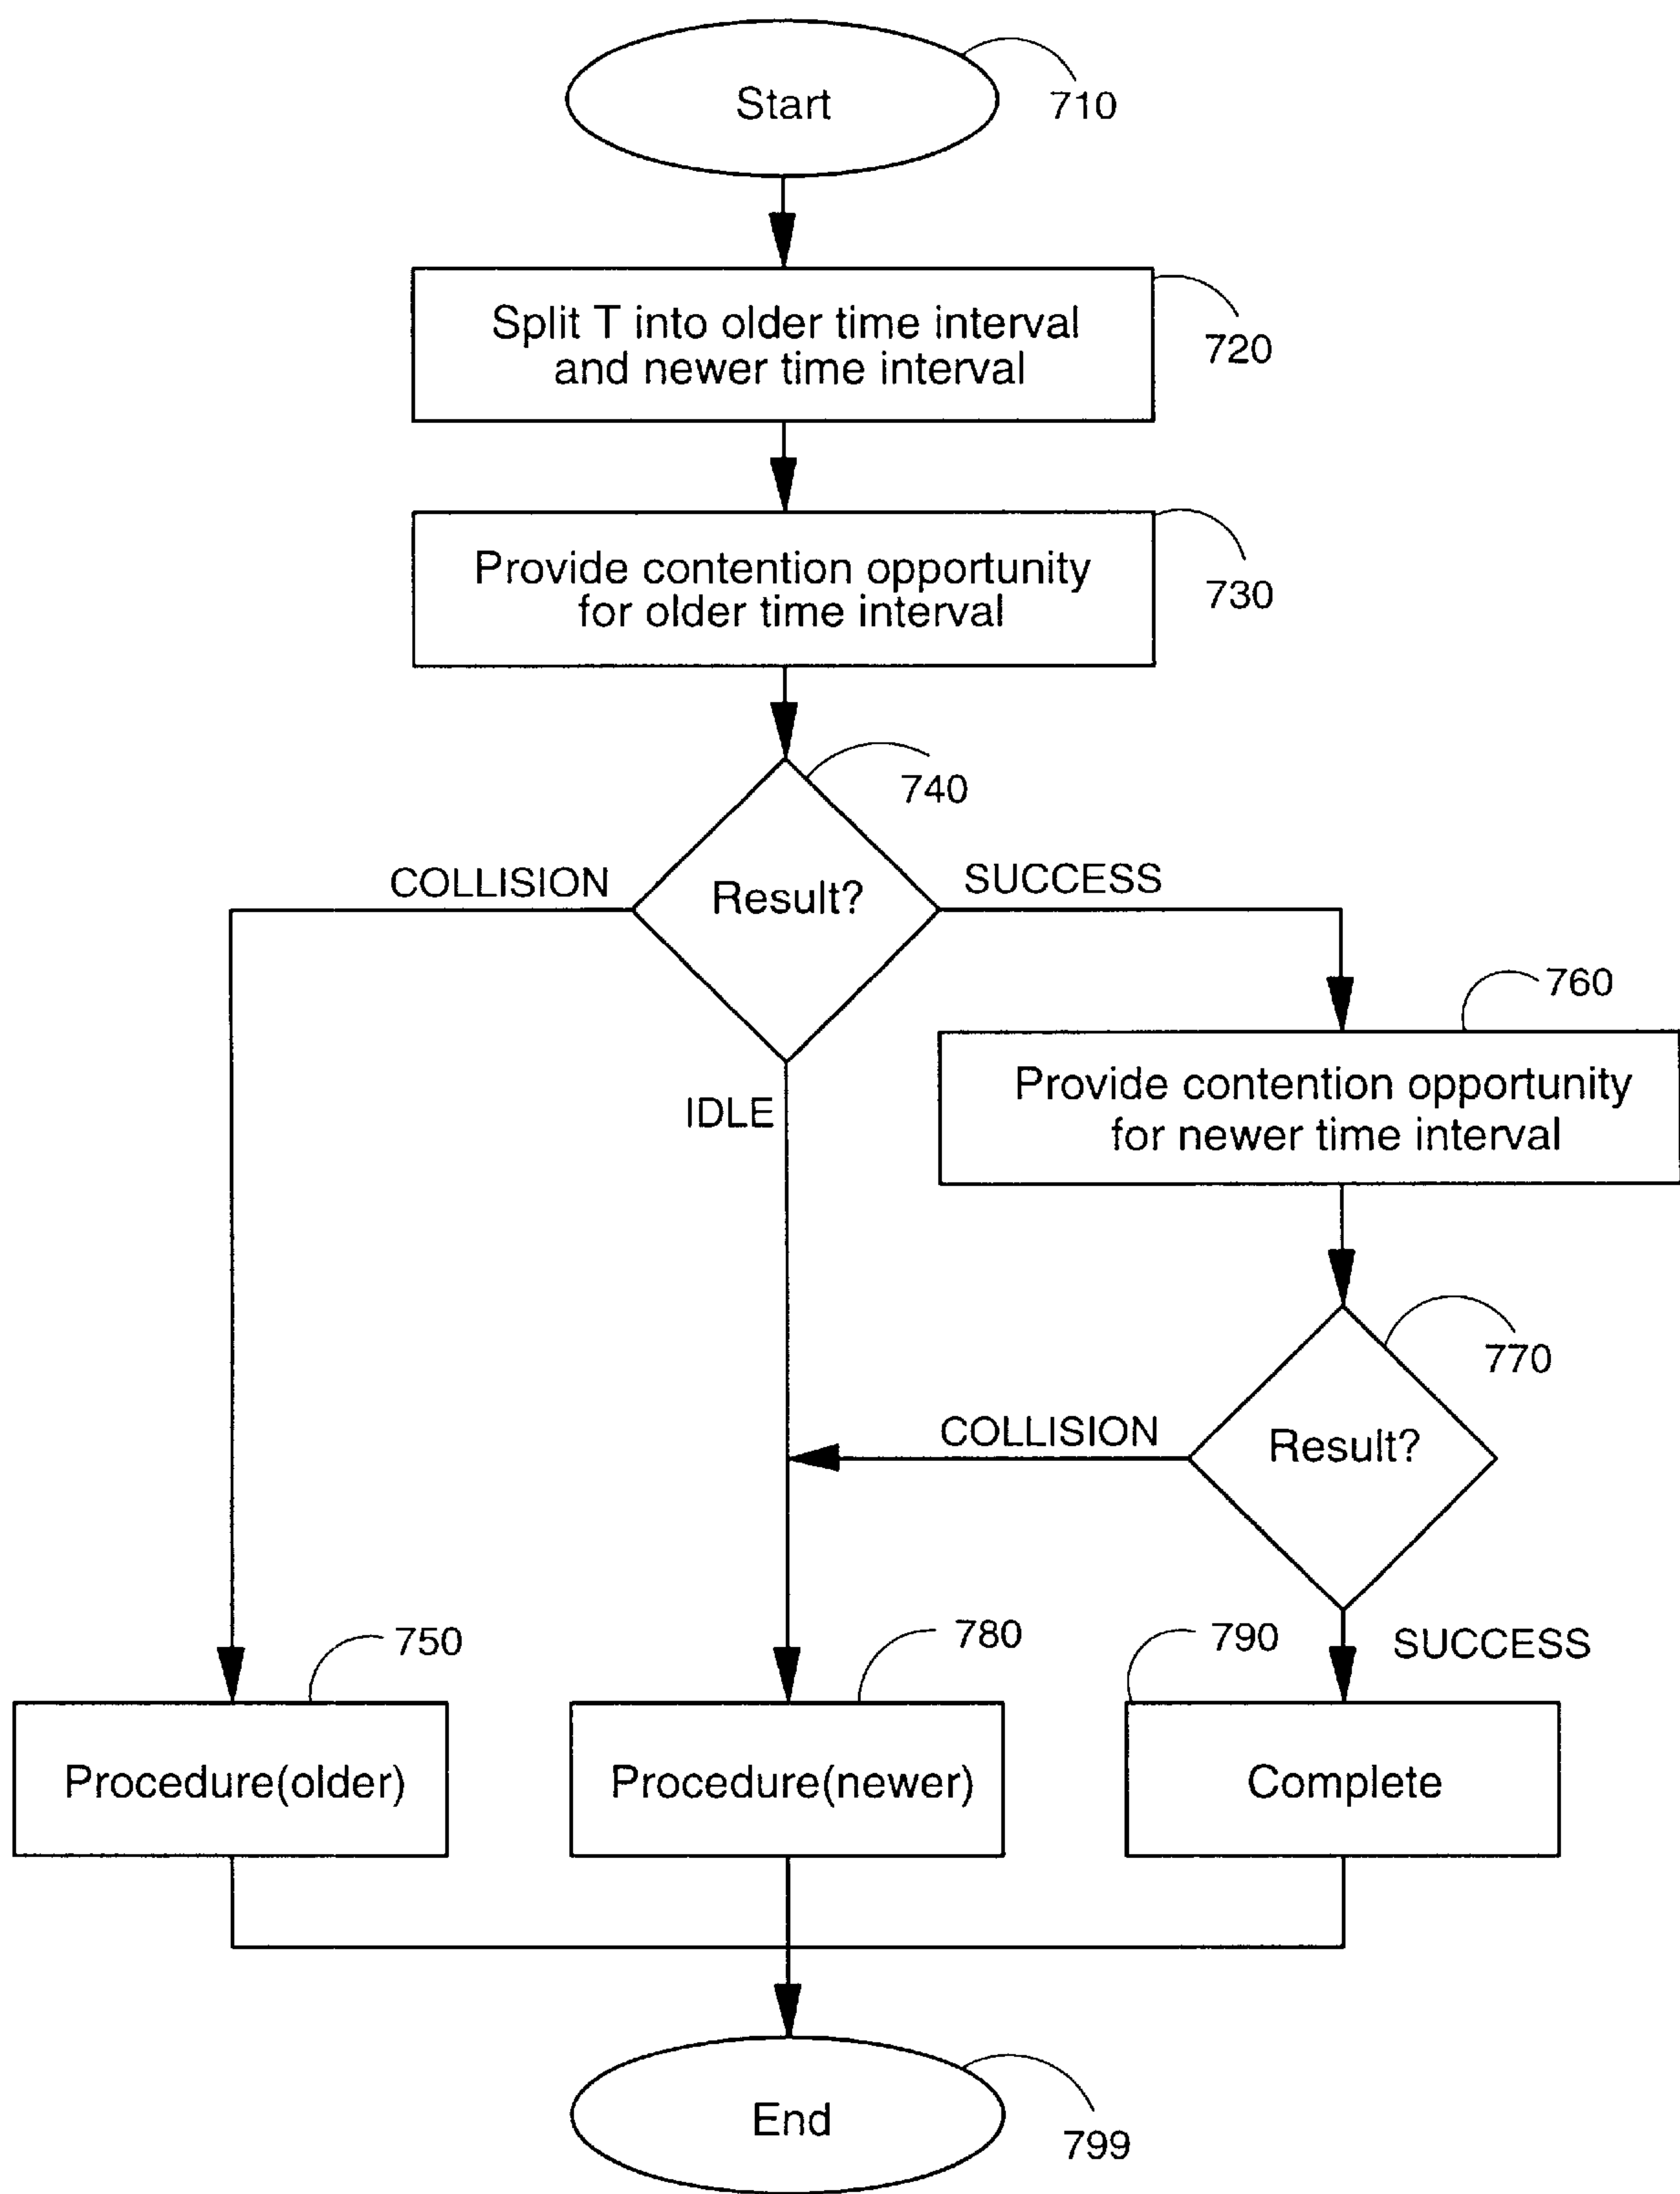 Start
710
Split T into older time interval
and newer time interval
720
Provide contention opportunity
for older time interval
730
740
Result?
COLLISION
SUCCESS
IDLE
760
Provide contention opportunity
for newer time interval
770
Result?
COLLISION
SUCCESS
750
Procedure(older)
780
Procedure(newer)
790
Complete
End
799